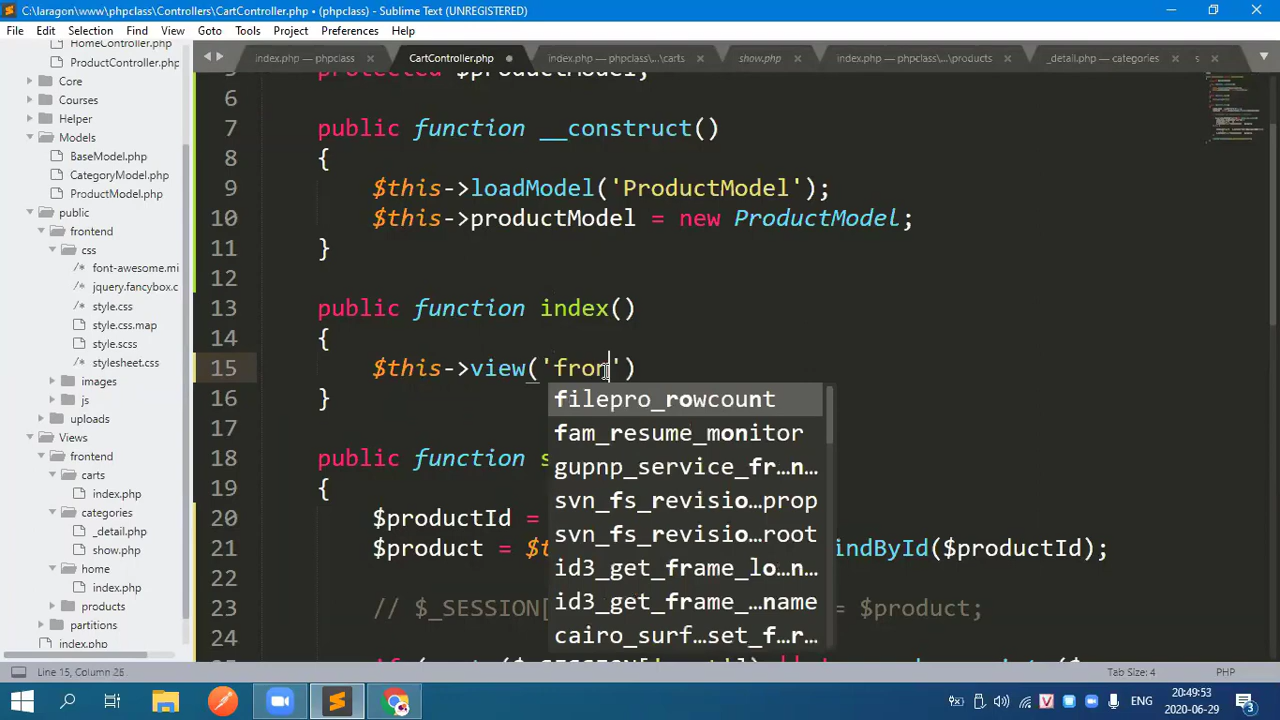 C:\laragon\www\phpclass\Controllers\CartController.php • (phpclass) - Sublime Text (UNREGISTERED)
File Edit Selection Find View Goto Tools Project Preferences Help
HomeController.php
ProductController.php
Core
Courses
Helper
Models
BaseModel.php
CategoryModel.php
ProductModel.php
public
frontend
css
font-awesome.mi
jquery.fancybox.c
style.css
style.css.map
style.scss
stylesheet.css
images
js
uploads
Views
frontend
carts
index.php
categories
_detail.php
show.php
home
index.php
products
partitions
index.php
index.php — phpclass CartController.php index.php — phpclass\...\carts show.php index.php — phpclass\...\products _detail.php — categories s
protected $productModel;
6
7 public function __construct()
8 {
9 $this->loadModel('ProductModel');
10 $this->productModel = new ProductModel;
11 }
12
13 public function index()
14 {
15 $this->view('fron')
16 }
17
18 public function s
19 {
20 $productId =
21 $product = $t indById($productId);
22
23 // $_SESSION[ = $product;
24
filepro_rowcount
fam_resume_monitor
gupnp_service_fr…n…
svn_fs_revisio…prop
svn_fs_revisio…root
id3_get_frame_lo…n…
id3_get_frame_…name
cairo_surf…set_f…r…
Line 15, Column 25 Tab Size: 4 PHP
ENG
20:49:53
2020-06-29
3